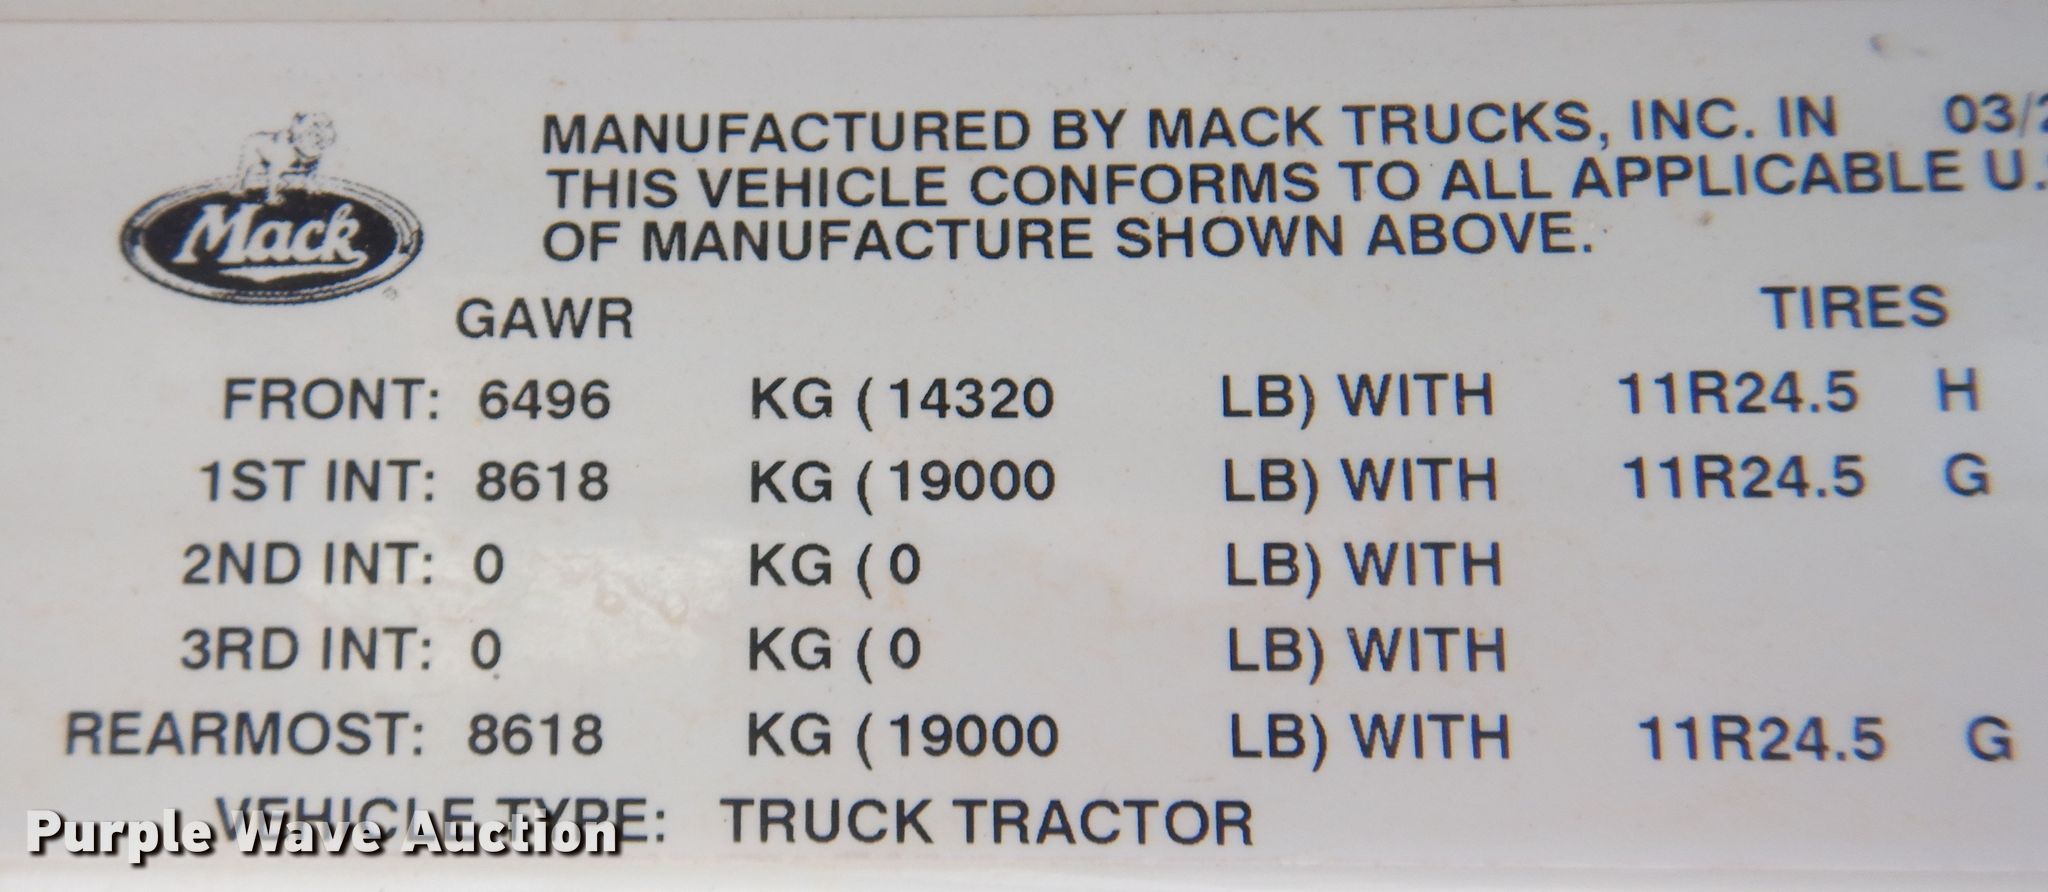 MANUFACTURED BY MACK TRUCKS, INC. IN 03/2
THIS VEHICLE CONFORMS TO ALL APPLICABLE U.
OF MANUFACTURE SHOWN ABOVE.
Mack
®
GAWR TIRES
FRONT: 6496 KG (14320 LB) WITH 11R24.5 H
1ST INT: 8618 KG (19000 LB) WITH 11R24.5 G
2ND INT: 0 KG (0 LB) WITH
3RD INT: 0 KG (0 LB) WITH
REARMOST: 8618 KG (19000 LB) WITH 11R24.5 G
VEHICLE TYPE: TRUCK TRACTOR
Purple Wave Auction